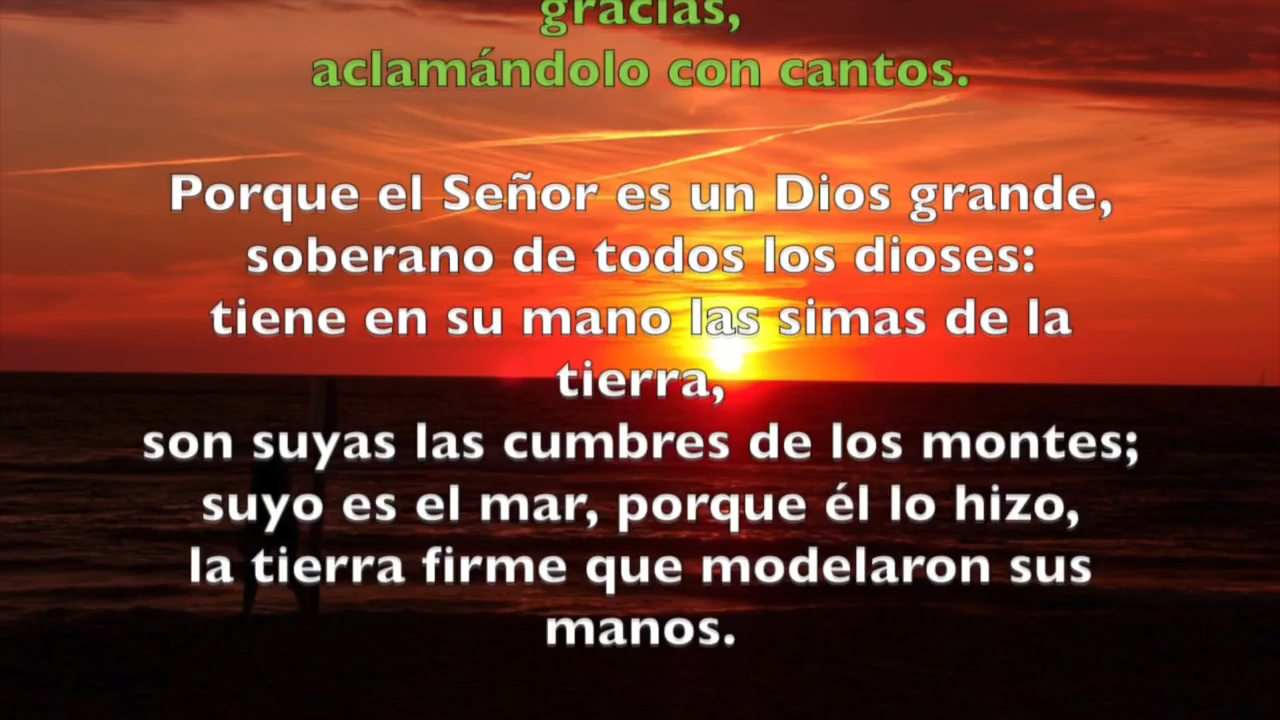 gracias,
aclamándolo con cantos.
Porque el Señor es un Dios grande,
soberano de todos los dioses:
tiene en su mano las simas de la
tierra,
son suyas las cumbres de los montes;
suyo es el mar, porque él lo hizo,
la tierra firme que modelaron sus
manos.